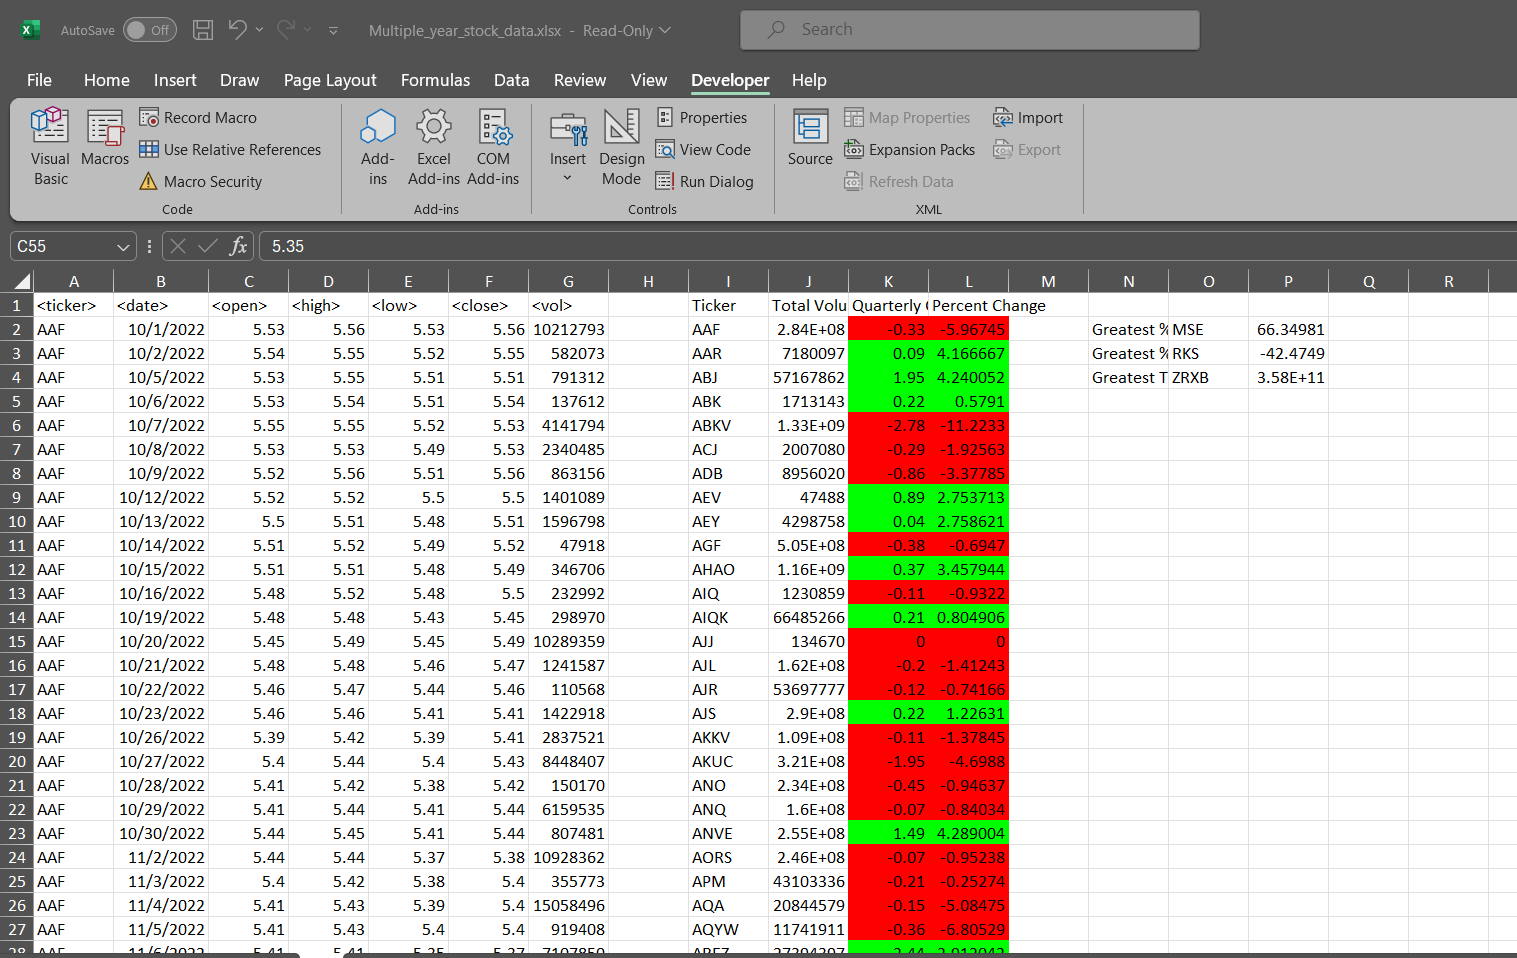 AutoSave Off Multiple_year_stock_data.xlsx - Read-Only Search
File Home Insert Draw Page Layout Formulas Data Review View Developer Help
Visual Basic
Macros
Record Macro
Use Relative References
Macro Security
Code
Add-ins
Excel Add-ins
COM Add-ins
Add-ins
Insert
Design Mode
Properties
View Code
Run Dialog
Controls
Source
Map Properties
Expansion Packs
Refresh Data
Import
Export
XML
C55 fx 5.35
A B C D E F G H I J K L M N O P Q R
1 <ticker> <date> <open> <high> <low> <close> <vol> Ticker Total Volu Quarterly Percent Change
2 AAF 10/1/2022 5.53 5.56 5.53 5.56 10212793 AAF 2.84E+08 -0.33 -5.96745 Greatest % MSE 66.34981
3 AAF 10/2/2022 5.54 5.55 5.52 5.55 582073 AAR 7180097 0.09 4.166667 Greatest % RKS -42.4749
4 AAF 10/5/2022 5.53 5.55 5.51 5.51 791312 ABJ 57167862 1.95 4.240052 Greatest T ZRXB 3.58E+11
5 AAF 10/6/2022 5.53 5.54 5.51 5.54 137612 ABK 1713143 0.22 0.5791
6 AAF 10/7/2022 5.55 5.55 5.52 5.53 4141794 ABKV 1.33E+09 -2.78 -11.2233
7 AAF 10/8/2022 5.53 5.53 5.49 5.53 2340485 ACJ 2007080 -0.29 -1.92563
8 AAF 10/9/2022 5.52 5.56 5.51 5.56 863156 ADB 8956020 -0.86 -3.37785
9 AAF 10/12/2022 5.52 5.52 5.5 5.5 1401089 AEV 47488 0.89 2.753713
10 AAF 10/13/2022 5.5 5.51 5.48 5.51 1596798 AEY 4298758 0.04 2.758621
11 AAF 10/14/2022 5.51 5.52 5.49 5.52 47918 AGF 5.05E+08 -0.38 -0.6947
12 AAF 10/15/2022 5.51 5.51 5.48 5.49 346706 AHAO 1.16E+09 0.37 3.457944
13 AAF 10/16/2022 5.48 5.52 5.48 5.5 232992 AIQ 1230859 -0.11 -0.9322
14 AAF 10/19/2022 5.48 5.48 5.43 5.45 298970 AIQK 66485266 0.21 0.804906
15 AAF 10/20/2022 5.45 5.49 5.45 5.49 10289359 AJJ 134670 0 0
16 AAF 10/21/2022 5.48 5.48 5.46 5.47 1241587 AJL 1.62E+08 -0.2 -1.41243
17 AAF 10/22/2022 5.46 5.47 5.44 5.46 110568 AJR 53697777 -0.12 -0.74166
18 AAF 10/23/2022 5.46 5.46 5.41 5.41 1422918 AJS 2.9E+08 0.22 1.22631
19 AAF 10/26/2022 5.39 5.42 5.39 5.41 2837521 AKKV 1.09E+08 -0.11 -1.37845
20 AAF 10/27/2022 5.4 5.44 5.4 5.43 8448407 AKUC 3.21E+08 -1.95 -4.6988
21 AAF 10/28/2022 5.41 5.42 5.38 5.42 150170 ANO 2.34E+08 -0.45 -0.94637
22 AAF 10/29/2022 5.41 5.44 5.41 5.44 6159535 ANQ 1.6E+08 -0.07 -0.84034
23 AAF 10/30/2022 5.44 5.45 5.41 5.44 807481 ANVE 2.55E+08 1.49 4.289004
24 AAF 11/2/2022 5.44 5.44 5.37 5.38 10928362 AORS 2.46E+08 -0.07 -0.95238
25 AAF 11/3/2022 5.4 5.42 5.38 5.4 355773 APM 43103336 -0.21 -0.25274
26 AAF 11/4/2022 5.41 5.43 5.39 5.4 15058496 AQA 20844579 -0.15 -5.08475
27 AAF 11/5/2022 5.41 5.43 5.4 5.4 919408 AQYW 11741911 -0.36 -6.80529
28 AAF 11/6/2022